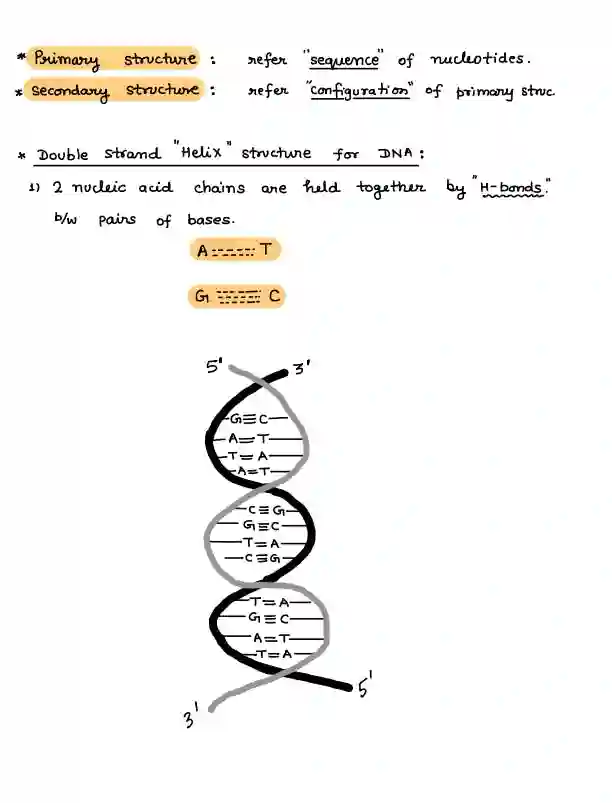 * Primary structure : refer "sequence" of nucleotides.
* secondary structure : refer "configuration" of primary struc.
* Double strand "Helix" structure for DNA :
1) 2 nucleic acid chains are held together by "H-bonds."
b/w pairs of bases.
A ::::::: T
G ::::::: C
5' 3'
G≡C
A=T
T=A
A=T
C≡G
G≡C
T=A
C≡G
T=A
G≡C
A=T
T=A
5'
3'